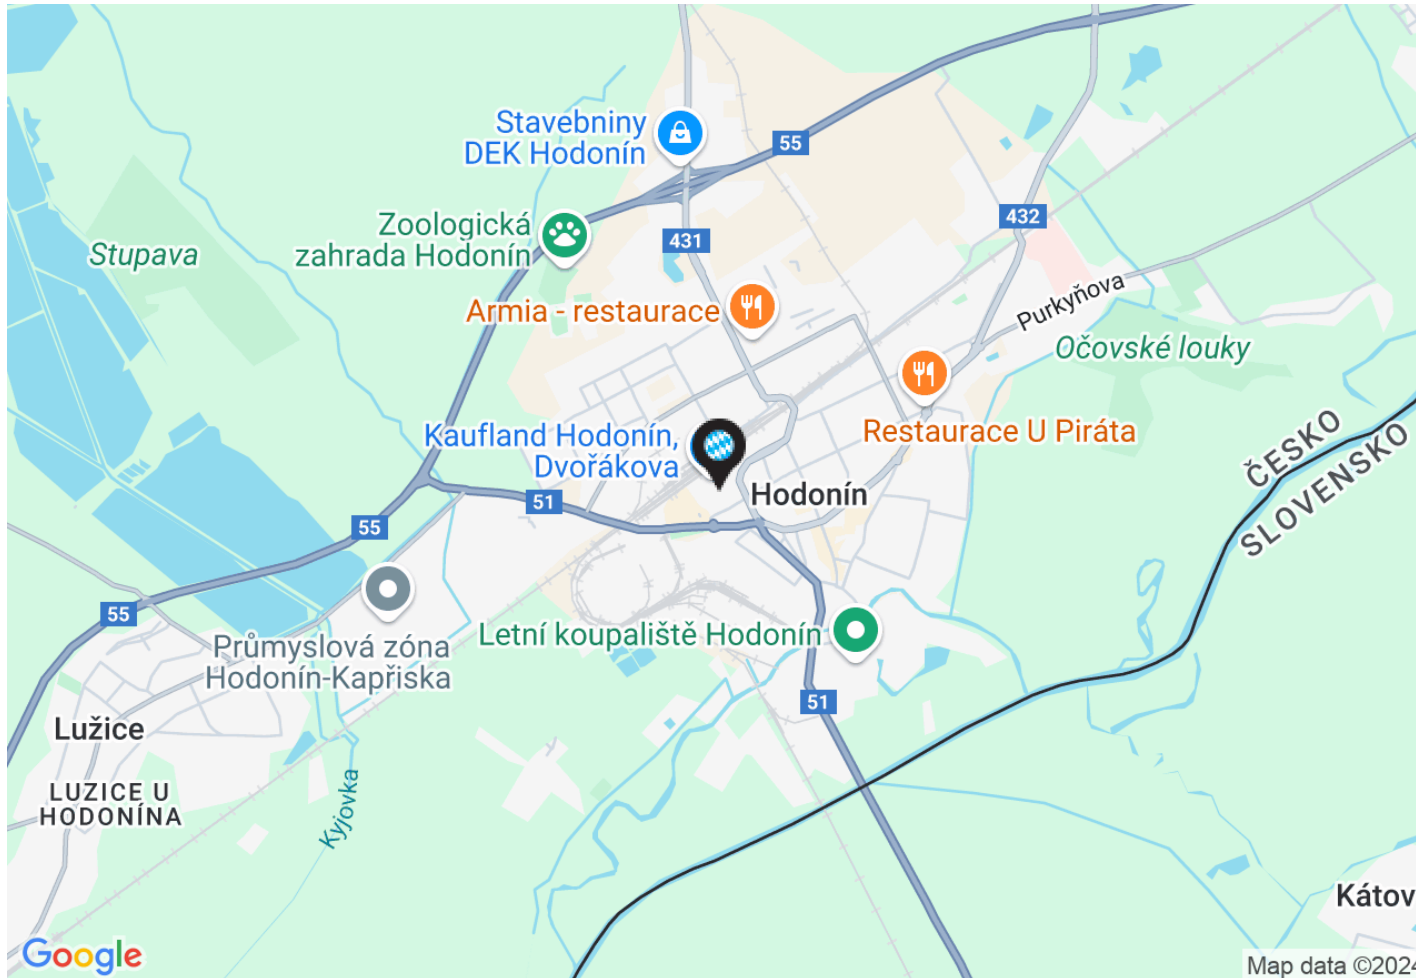 Stavebniny
DEK Hodonín
55
Zoologická
zahrada Hodonín
432
431
Stupava
Purkyňova
Armia - restaurace
Očovské louky
Restaurace U Piráta
ČESKO
SLOVENSKO
Kaufland Hodonín,
Dvořákova
Hodonín
51
55
55
Průmyslová zóna
Hodonín-Kapřiska
Letní koupaliště Hodonín
51
Lužice
LUZICE U
HODONÍNA
Kyjovka
Kátov
Google
Map data ©2024